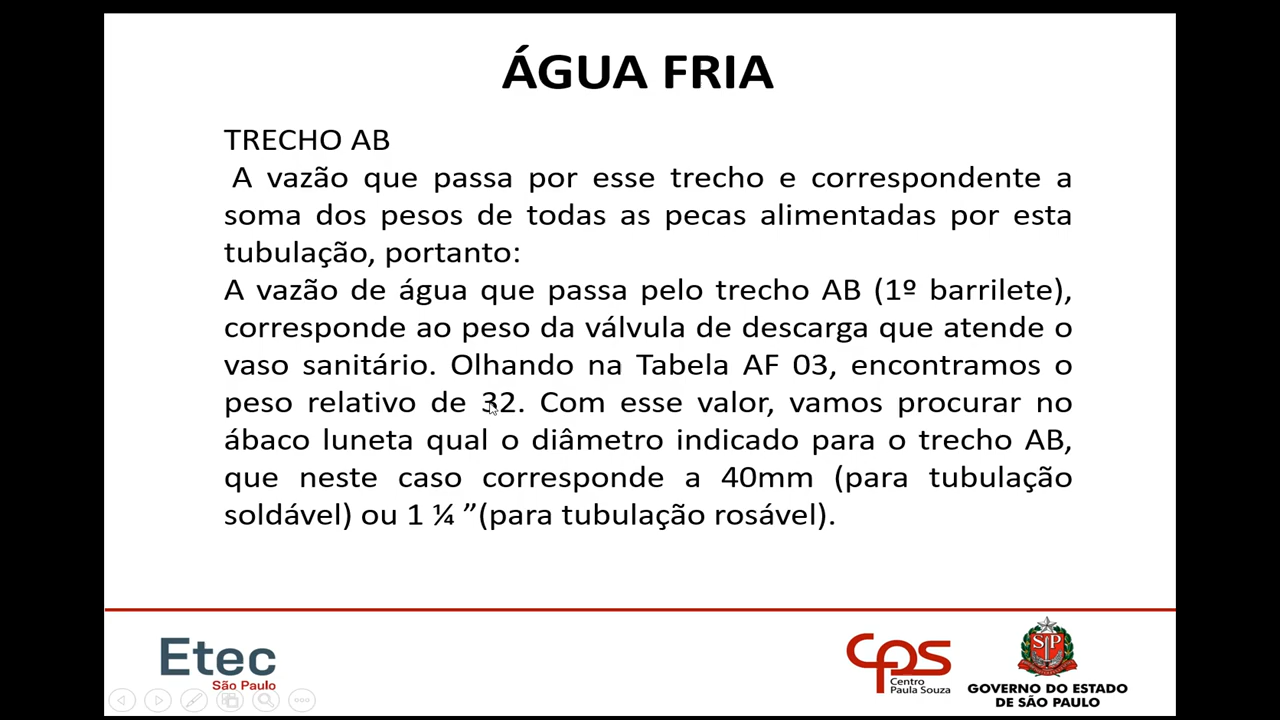 ÁGUA FRIA
TRECHO AB
A vazão que passa por esse trecho e correspondente a
soma dos pesos de todas as pecas alimentadas por esta
tubulação, portanto:
A vazão de água que passa pelo trecho AB (1º barrilete),
corresponde ao peso da válvula de descarga que atende o
vaso sanitário. Olhando na Tabela AF 03, encontramos o
peso relativo de 32. Com esse valor, vamos procurar no
ábaco luneta qual o diâmetro indicado para o trecho AB,
que neste caso corresponde a 40mm (para tubulação
soldável) ou 1 ¼ ”(para tubulação rosável).
Etec
São Paulo
cps
Centro
Paula Souza
SP
GOVERNO DO ESTADO
DE SÃO PAULO